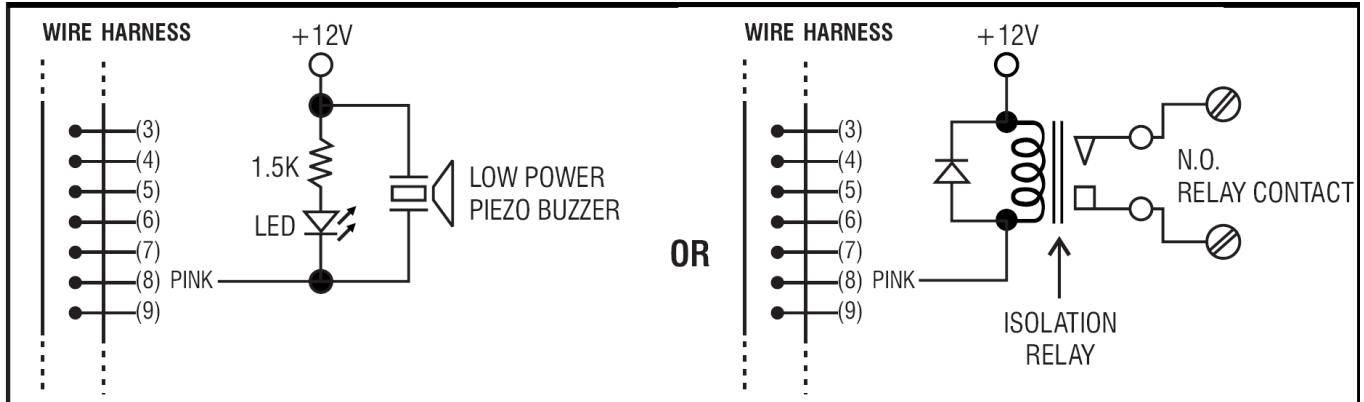 WIRE HARNESS
+12V
(3)
(4)
(5)
(6)
(7)
(8) PINK
(9)
1.5K
LED
LOW POWER
PIEZO BUZZER
OR
WIRE HARNESS
+12V
(3)
(4)
(5)
(6)
(7)
(8) PINK
(9)
N.O.
RELAY CONTACT
ISOLATION
RELAY